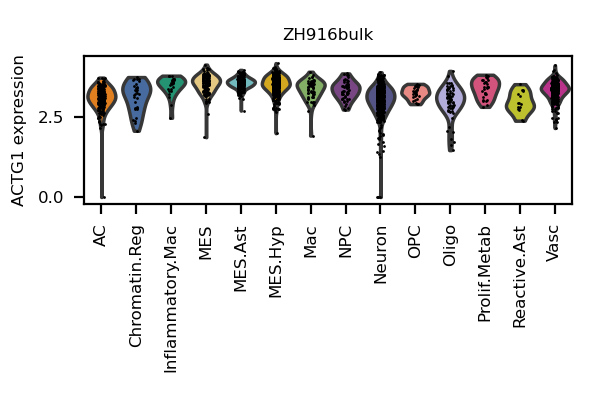 ZH916bulk
ACTG1 expression
2.5
0.0
AC
Chromatin.Reg
Inflammatory.Mac
MES
MES.Ast
MES.Hyp
Mac
NPC
Neuron
OPC
Oligo
Prolif.Metab
Reactive.Ast
Vasc